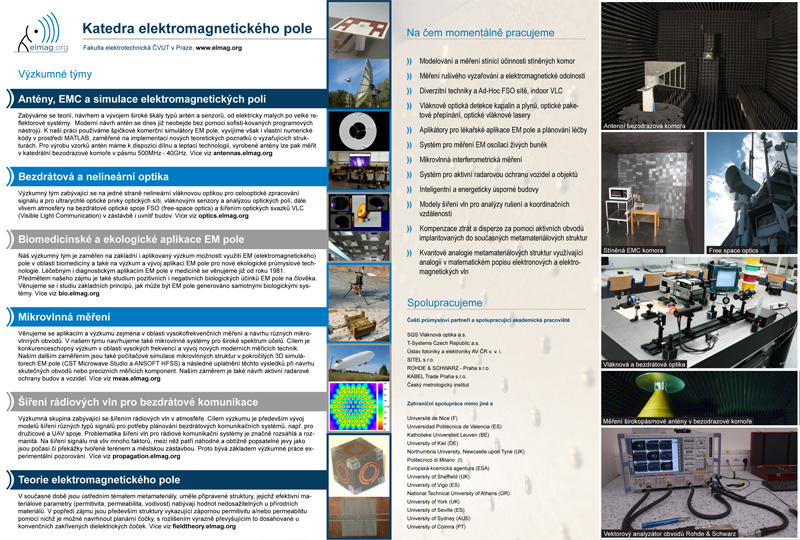 elmag.org
Katedra elektromagnetického pole
Fakulta elektrotechnická ČVUT v Praze, www.elmag.org
Výzkumné týmy
Antény, EMC a simulace elektromagnetických polí
Zabýváme se teorií, návrhem a vývojem široké škály typů antén a senzorů, od elektricky malých po velké re-
flektorové systémy. Moderní návrh antén se dnes již neobejde bez pomoci sofisti-kovaných programových
nástrojů. K naší práci používáme špičkové komerční simulátory EM pole, vyvíjíme však i vlastní numerické
kódy v prostředí MATLAB, zaměřené na implementaci nových teoretických poznatků o vyzařujících struk-
turách. Pro výrobu vzorků antén máme k dispozici dílnu a leptací technologii, vyrobené antény lze pak měřit
v katedrální bezodrazové komoře v pásmu 500MHz - 40GHz. Více viz antennas.elmag.org
Bezdrátová a nelineární optika
Výzkumný tým zabývající se na jedné straně nelineární vláknovou optikou pro celooptické zpracování
signálu a pro ultrarychlé optické prvky optických sítí, vláknovými senzory a analýzou optických polí, dále
vlivem atmosféry na bezdrátové optické spoje FSO (free-space optics) a šířením optických svazků VLC
(Visible Light Communication) v zástavbě i uvnitř budov. Více viz optics.elmag.org
Biomedicínské a ekologické aplikace EM pole
Náš výzkumný tým je zaměřen na základní i aplikovaný výzkum možností využití EM (elektromagnetického)
pole v oblasti biomedicíny a také na výzkum a vývoj aplikací EM pole pro nové ekologické průmyslové tech-
nologie. Léčebným i diagnostickým aplikacím EM pole v medicíně se věnujeme již od roku 1981.
Předmětem našeho zájmu je také studium pozitivních i negativních biologických účinků EM pole na člověka.
Věnujeme se i studiu základních principů, jak může být EM pole generováno samotnými biologickými sys-
témy. Více viz bio.elmag.org
Mikrovlnná měření
Věnujeme se aplikacím a výzkumu zejména v oblasti vysokofrekvenčních měření a návrhu různých mikro-
vlnných obvodů. V našem týmu navrhujeme také mikrovlnné systémy pro široké spektrum účelů. Cílem je
konkurenceschopný výzkum v oblasti vysokých frekvencí a vývoj nových moderních měřicích technik.
Naším dalším zaměřením jsou také počítačové simulace mikrovlnných struktur v pokročilých 3D simulá-
torech EM pole (CST Microwave Studio a ANSOFT HFSS) a následné uplatnění těchto výsledků při návrhu
skutečných obvodů nebo precizních měřicích komponent. Naším záměrem je také návrh aktivní radarové
ochrany budov a vozidel. Více viz meas.elmag.org
Šíření rádiových vln pro bezdrátové komunikace
Výzkumná skupina zabývající se šířením rádiových vln v atmosféře. Cílem výzkumu je především vývoj
modelů šíření různých typů signálů pro potřeby plánování bezdrátových komunikačních systémů, např. pro
družicové a UAV spoje. Problematika šíření vln pro rádiové komunikační systémy je značně rozsáhlá a roz-
manitá. Na šíření signálu má vliv mnoho faktorů, mezi něž patří náhodné a obtížně popsatelné jevy jako
jsou počasí či překážky tvořené terénem a městskou zástavbou. Proto bývá základem výzkumné práce ex-
perimentální pozorování. Více viz propagation.elmag.org
Teorie elektromagnetického pole
V současné době jsou ústředním tématem metamateriály, uměle připravené struktury, jejichž efektivní ma-
teriálové parametry (permitivita, permeabilita, vodivost) nabývají hodnot nedosažitelných u přírodních
materiálů. V popředí zájmu jsou především struktury vykazující zápornou permitivitu a/nebo permeabilitu
pomocí nichž je možné navrhnout planární čočky, s rozlišením výrazně převyšujícím to dosahované u
konvenčních zakřivených dielektrických čoček. Více viz fieldtheory.elmag.org
Na čem momentálně pracujeme
Modelování a měření stínicí účinnosti stíněných komor
Měření rušivého vyzařování a elektromagnetické odolnosti
Diverzitní techniky a Ad-Hoc FSO sítě, indoor VLC
Vláknové optická detekce kapalin a plynů, optické pake-
tové přepínání, optické vláknové lasery
Aplikátory pro lékařské aplikace EM pole a plánování léčby
Systém pro měření EM oscilací živých buněk
Mikrovlnná interferometrická měření
Systém pro aktivní radarovou ochranu vozidel a objektů
Inteligentní a energeticky úsporné budovy
Modely šíření vln pro analýzy rušení a koordinačních
vzdáleností
Kompenzace ztrát a disperze za pomoci aktivních obvodů
implantovaných do současných metamateriálových struktur
Kvantové analogie metamateriálových struktur využívající
analogii v matematickém popisu elektronových a elektro-
magnetických vln
Spolupracujeme
Čeští průmysloví partneři a spolupracující akademická pracoviště
SQS Vláknová optika a.s.
T-Systems Czech Republic a.s.
Ústav fotoniky a elektroniky AV ČR v. v. i.
SITEL s.r.o.
ROHDE & SCHWARZ - Praha s.r.o.
KABEL Trade Praha s.r.o.
Český metrologický institut
Zahraniční spolupráce mimo jiné s
Université de Nice (F)
Universidad Politécnica de Valencia (ES)
Katholieke Universiteit Leuven (BE)
University of Kiel (DE)
Northumbria University, Newcastle upon Tyne (UK)
Politecnico di Milano (I)
Evropská kosmická agentura (ESA)
University of Sheffield (UK)
University of Vigo (ES)
National Technical University of Athens (GR)
University of York (UK)
University of Seville (ES)
University of Sydney (AUS)
University of Coimra (PT)
Antenní bezodrazová komora
Stíněná EMC komora
Free space optics
Vláknová a bezdrátová optika
Měření širokopásmové antény v bezodrazové komoře
Vektorový analyzátor obvodů Rohde & Schwarz